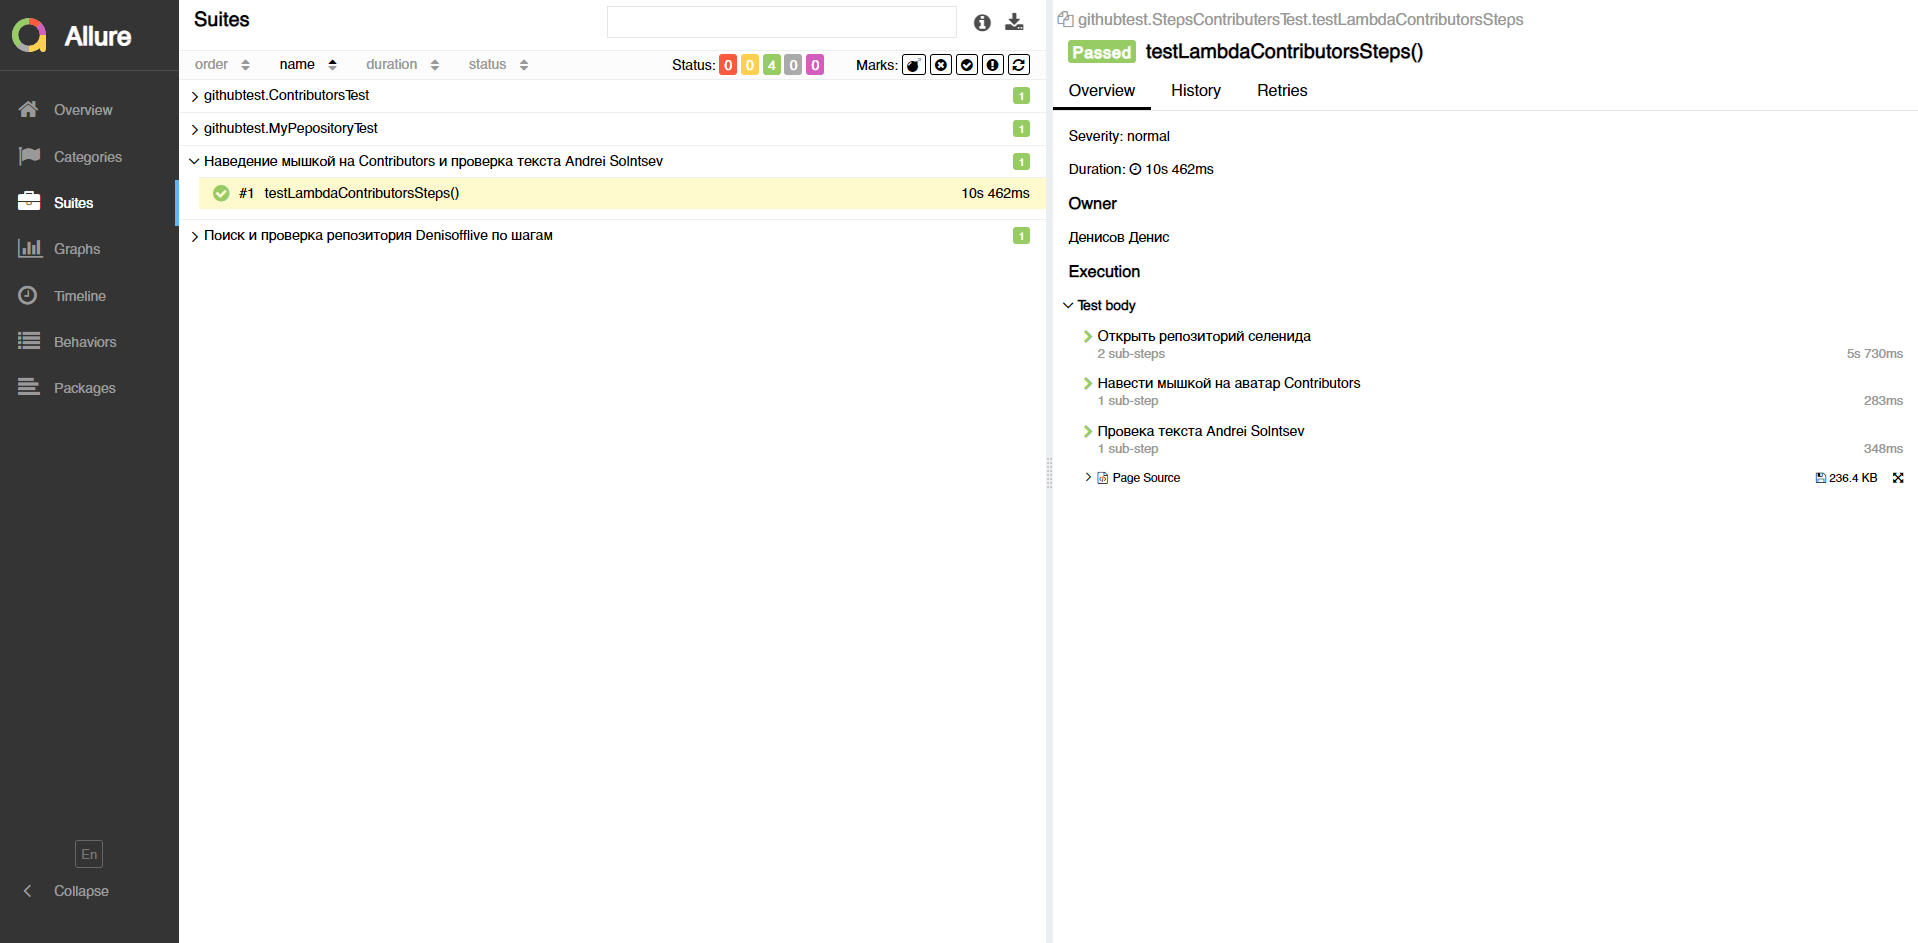 Allure
Overview
Categories
Suites
Graphs
Timeline
Behaviors
Packages
En
Collapse
Suites
order name duration status Status: 0 0 4 0 0 Marks:
githubtest.ContributorsTest 1
githubtest.MyPepositoryTest 1
Наведение мышкой на Contributors и проверка текста Andrei Solntsev 1
#1 testLambdaContributorsSteps() 10s 462ms
Поиск и проверка репозитория Denisofflive по шагам 1
githubtest.StepsContributersTest.testLambdaContributorsSteps
Passed testLambdaContributorsSteps()
Overview History Retries
Severity: normal
Duration: 10s 462ms
Owner
Денисов Денис
Execution
Test body
Открыть репозиторий селенида
2 sub-steps 5s 730ms
Навести мышкой на аватар Contributors
1 sub-step 283ms
Провека текста Andrei Solntsev
1 sub-step 348ms
Page Source 236.4 KB